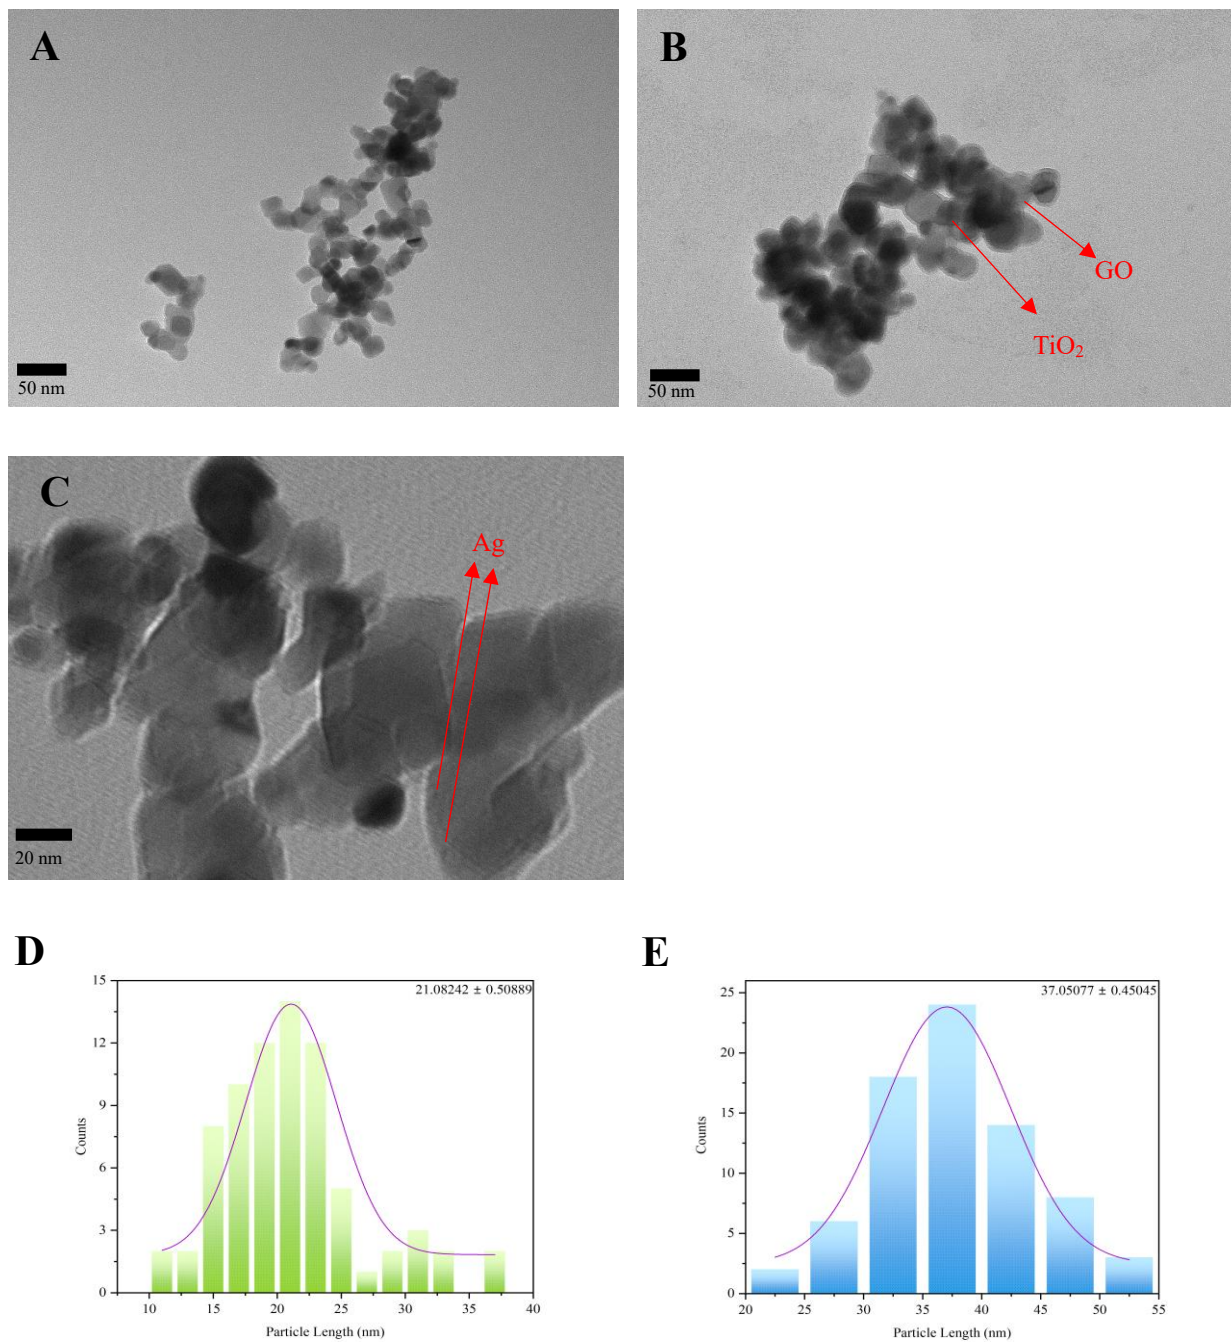 A
50 nm
B
GO
TiO₂
50 nm
C
Ag
20 nm
D
21.08242 ± 0.50889
15
12
9
6
3
0
Counts
10 15 20 25 30 35 40
Particle Length (nm)
E
37.05077 ± 0.45045
25
20
15
10
5
0
Counts
20 25 30 35 40 45 50 55
Particle Length (nm)